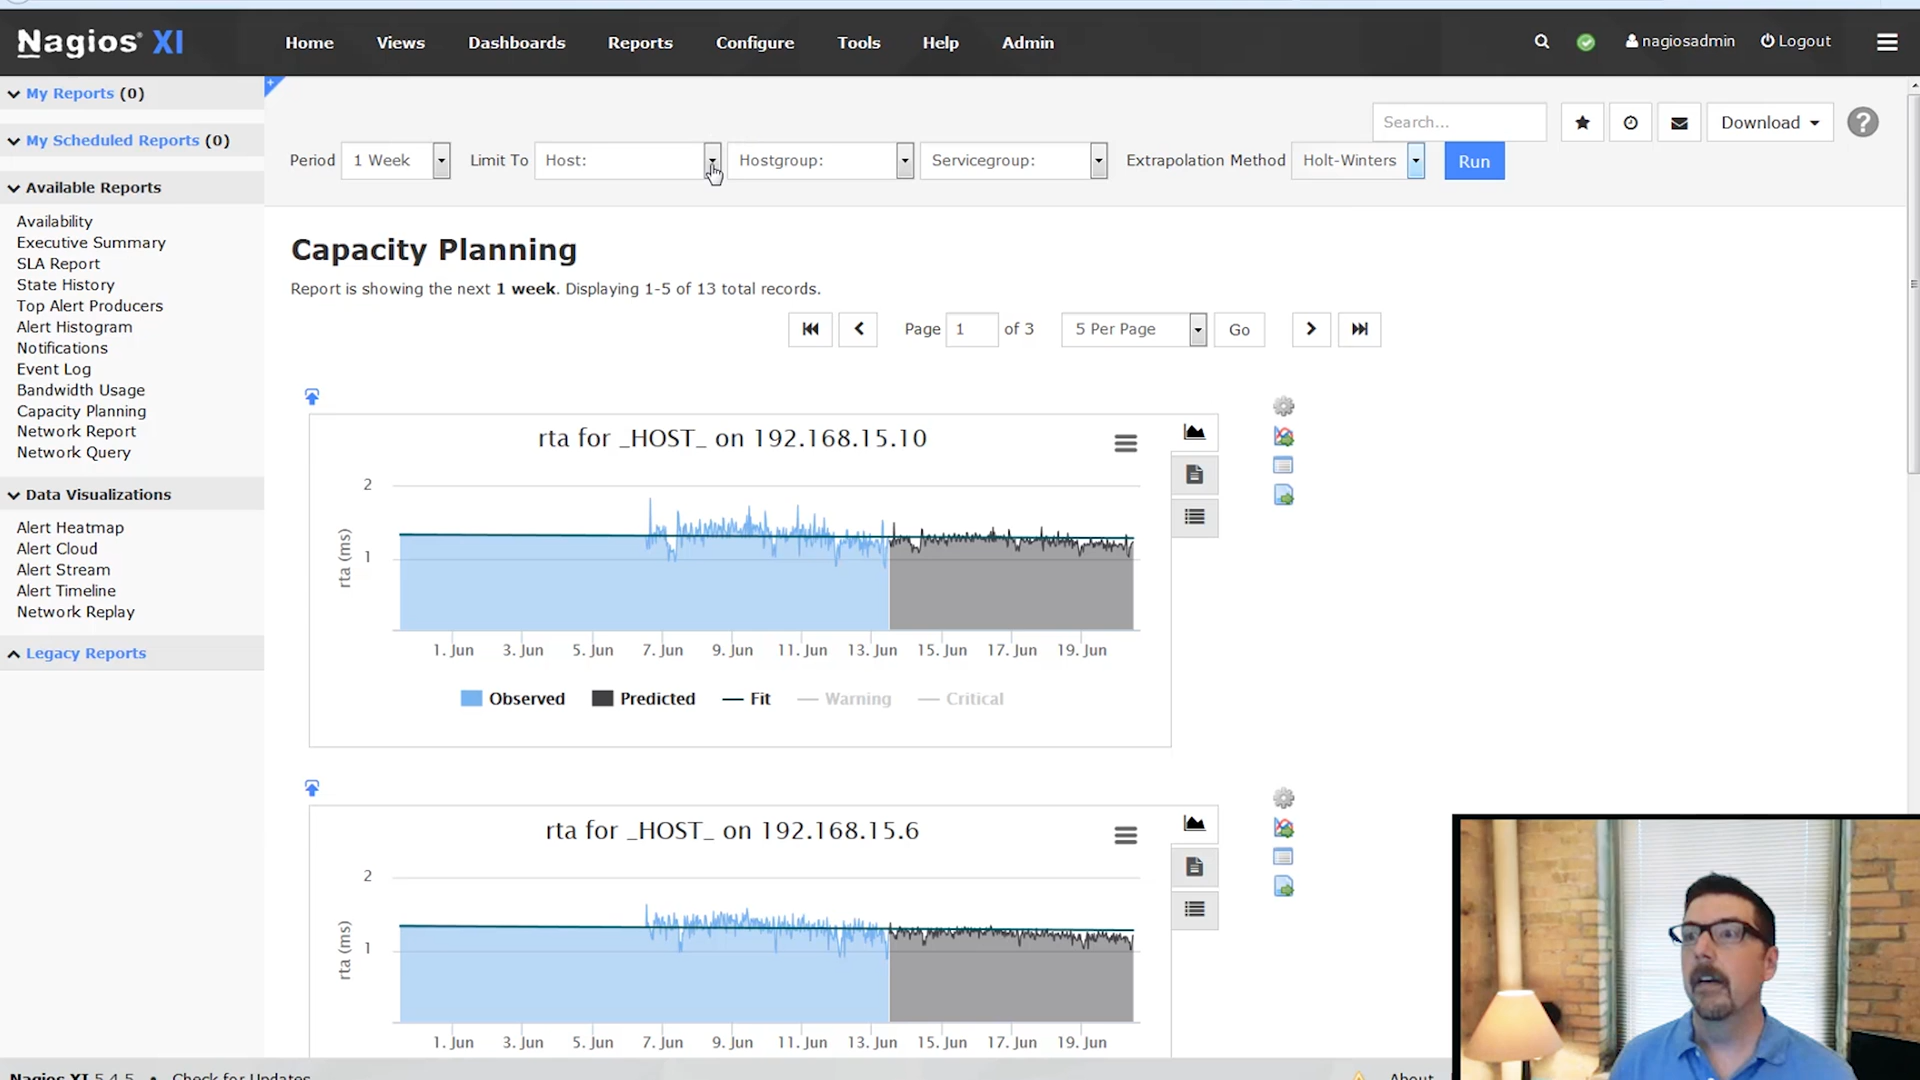 Nagios® XI
Home Views Dashboards Reports Configure Tools Help Admin
nagiosadmin Logout
My Reports (0)
My Scheduled Reports (0)
Available Reports
Availability
Executive Summary
SLA Report
State History
Top Alert Producers
Alert Histogram
Notifications
Event Log
Bandwidth Usage
Capacity Planning
Network Report
Network Query
Data Visualizations
Alert Heatmap
Alert Cloud
Alert Stream
Alert Timeline
Network Replay
Legacy Reports
Search... Download ?
Period 1 Week Limit To Host: Hostgroup: Servicegroup: Extrapolation Method Holt-Winters Run
Capacity Planning
Report is showing the next 1 week. Displaying 1-5 of 13 total records.
Page 1 of 3 5 Per Page Go
rta for _HOST_ on 192.168.15.10
2
1
rta (ms)
1. Jun 3. Jun 5. Jun 7. Jun 9. Jun 11. Jun 13. Jun 15. Jun 17. Jun 19. Jun
Observed Predicted Fit Warning Critical
rta for _HOST_ on 192.168.15.6
2
1
rta (ms)
1. Jun 3. Jun 5. Jun 7. Jun 9. Jun 11. Jun 13. Jun 15. Jun 17. Jun 19. Jun
Nagios XI 5.4.5 • Check for Updates About